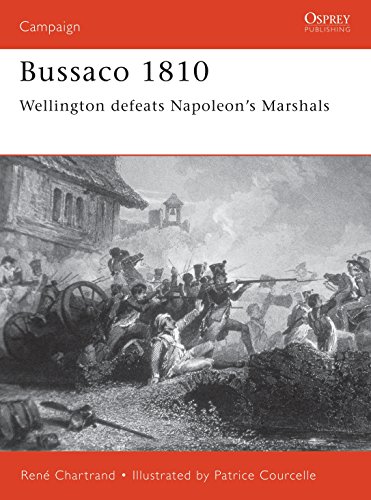 Campaign
OSPREY
PUBLISHING
Bussaco 1810
Wellington defeats Napoleon's Marshals
René Chartrand • Illustrated by Patrice Courcelle